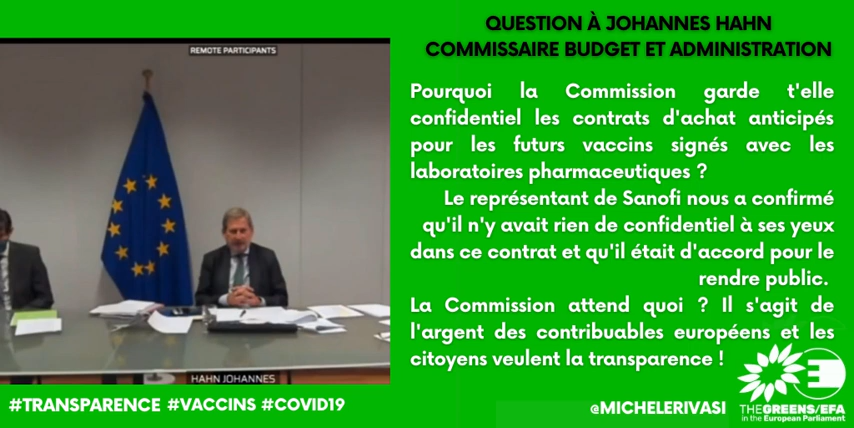 QUESTION À JOHANNES HAHN
COMMISSAIRE BUDGET ET ADMINISTRATION
REMOTE PARTICIPANTS
Pourquoi la Commission garde t'elle
confidentiel les contrats d'achat anticipés
pour les futurs vaccins signés avec les
laboratoires pharmaceutiques ?
Le représentant de Sanofi nous a confirmé
qu'il n'y avait rien de confidentiel à ses yeux
dans ce contrat et qu'il était d'accord pour le
rendre public.
La Commission attend quoi ? Il s'agit de
l'argent des contribuables européens et les
citoyens veulent la transparence !
HAHN JOHANNES
#TRANSPARENCE #VACCINS #COVID19
@MICHELERIVASI
THE GREENS/EFA
in the European Parliament